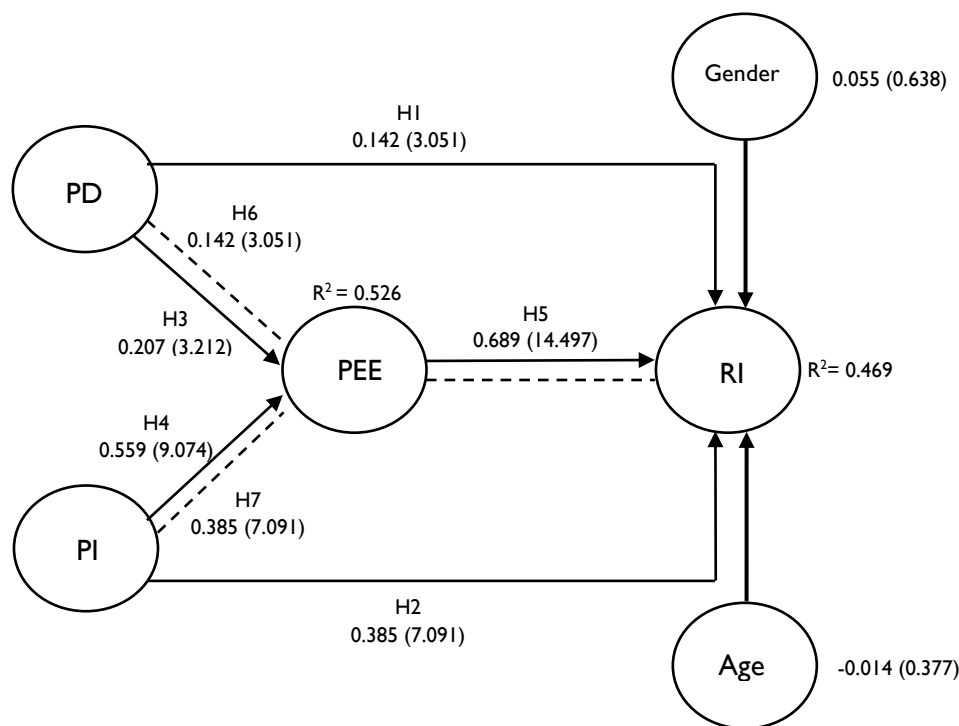 Gender
0.055 (0.638)
H1
0.142 (3.051)
PD
H6
0.142 (3.051)
R² = 0.526
H3
0.207 (3.212)
H5
0.689 (14.497)
PEE
RI
R²= 0.469
H4
0.559 (9.074)
H7
0.385 (7.091)
PI
H2
0.385 (7.091)
Age
-0.014 (0.377)